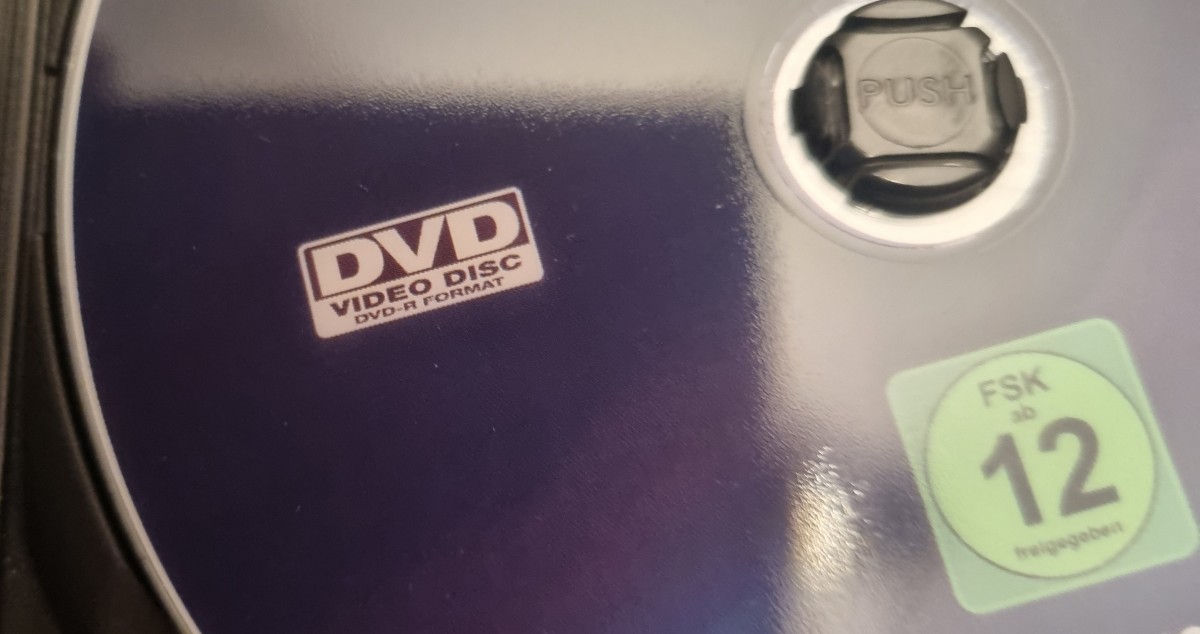 PUSH
DVD
VIDEO DISC
DVD-R FORMAT
FSK
ab
12
freigegeben